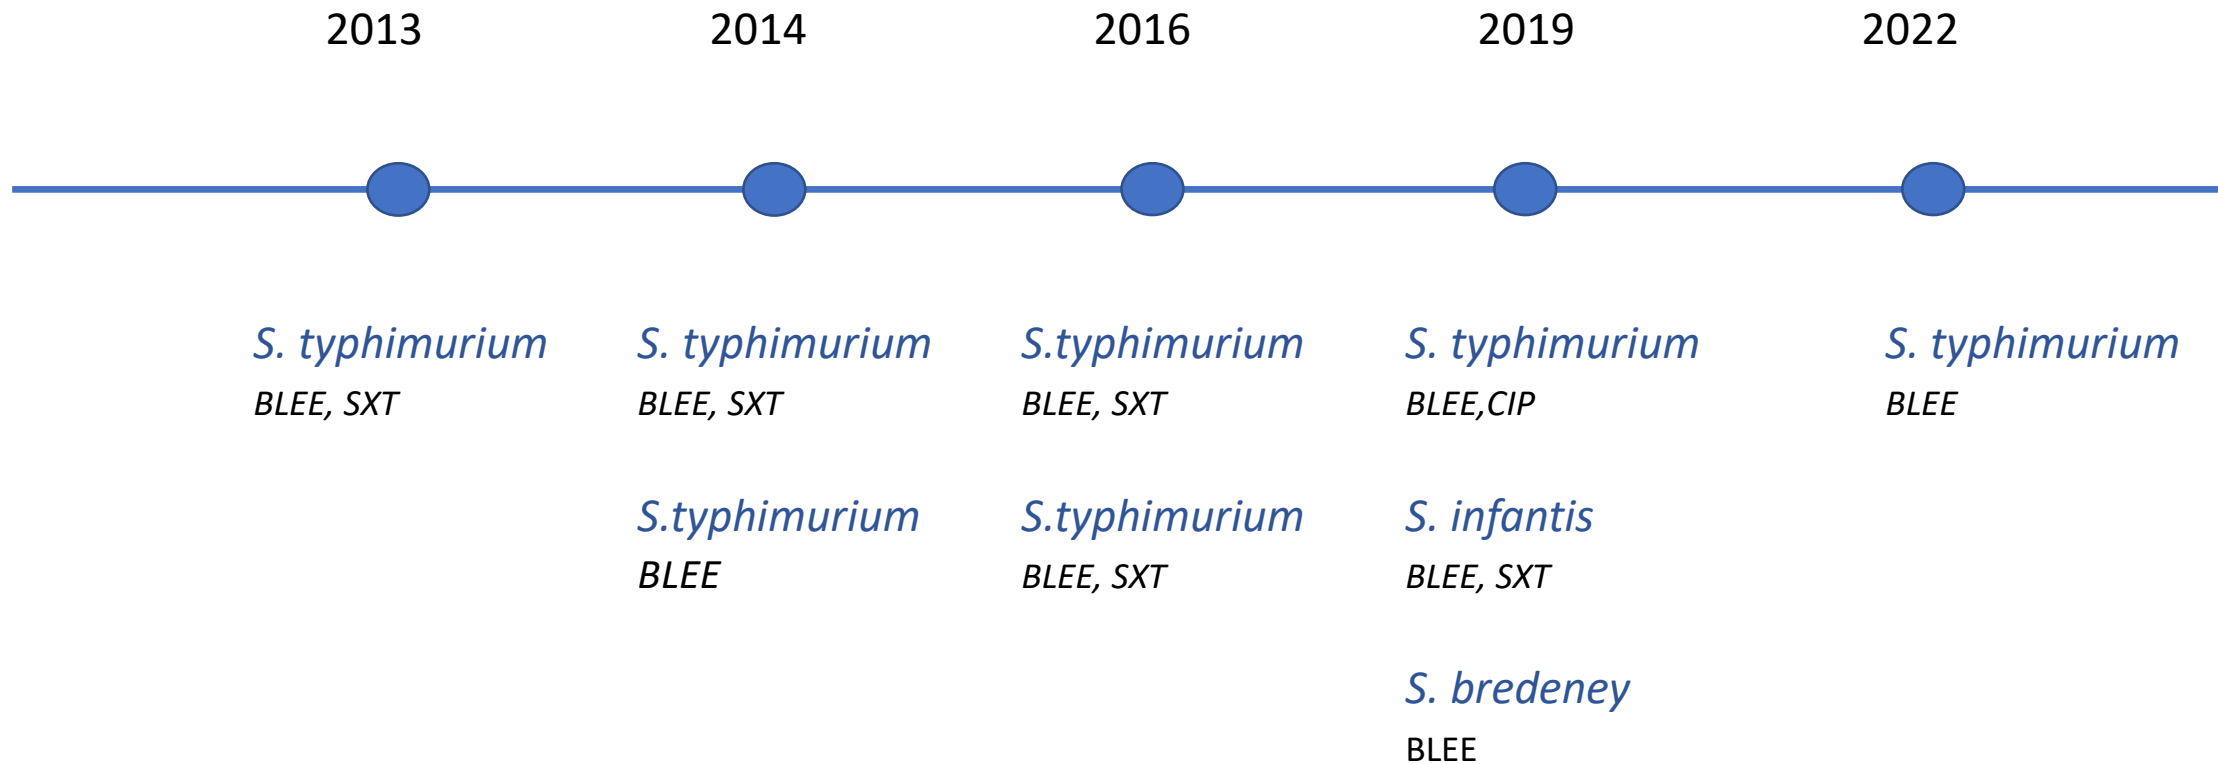 2013 2014 2016 2019 2022
S. typhimurium S. typhimurium S.typhimurium S. typhimurium S. typhimurium
BLEE, SXT BLEE, SXT BLEE, SXT BLEE,CIP BLEE
S.typhimurium S.typhimurium S. infantis
BLEE BLEE, SXT BLEE, SXT
S. bredeney
BLEE